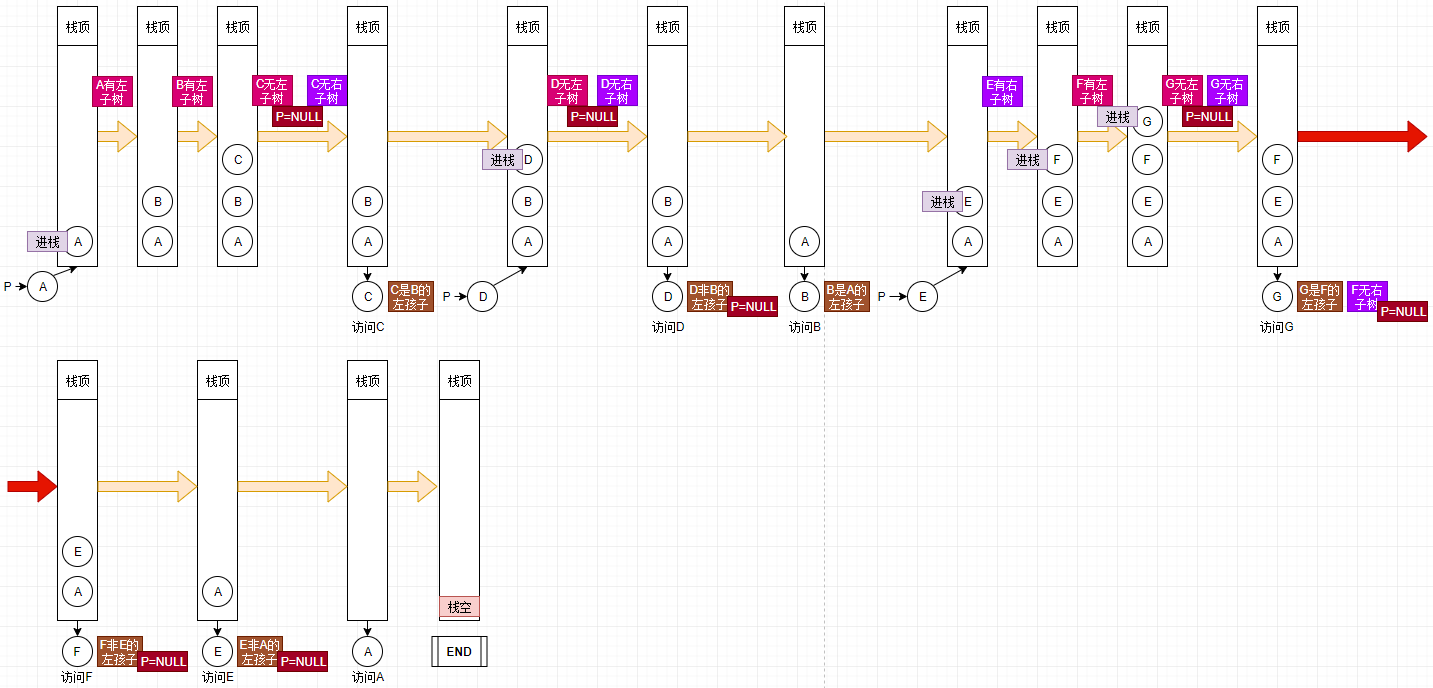 栈顶 栈顶 栈顶 栈顶 栈顶 栈顶 栈顶 栈顶 栈顶 栈顶 栈顶
A有左
子树
B有左
子树
C无左
子树
C无右
子树
P=NULL
D无左
子树
D无右
子树
P=NULL
E有右
子树
F有左
子树
G无左
子树
G无右
子树
P=NULL
进栈 G
C
进栈 D
进栈 F
F
F
B
B
B
B
B
进栈 E
E
E
E
进栈 A
A
A
A
A
A
A
A
A
A
A
P A
C
C是B的
左孩子
访问C
P D
D
D非B的
左孩子
P=NULL
访问D
B
B是A的
左孩子
访问B
P E
G
G是F的
左孩子
F无右
子树
P=NULL
访问G
栈顶 栈顶 栈顶 栈顶
E
A
A
栈空
F
F非E的
左孩子
P=NULL
访问F
E
E非A的
左孩子
P=NULL
访问E
A
访问A
END